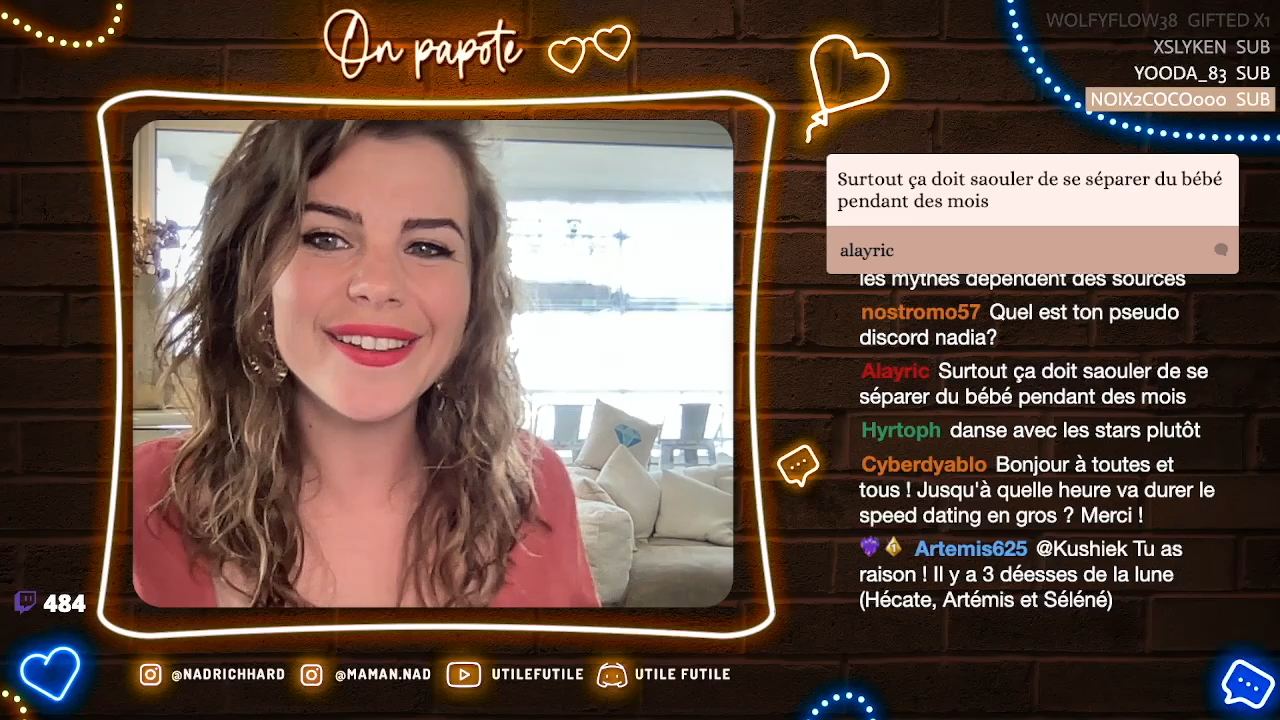 On papote
WOLFYFLOW38 GIFTED X1
XSLYKEN SUB
YOODA_83 SUB
NOIX2COCO000 SUB
Surtout ça doit saouler de se séparer du bébé
pendant des mois
alayric
les mythes dépendent des sources
nostromo57 Quel est ton pseudo
discord nadia?
Alayric Surtout ça doit saouler de se
séparer du bébé pendant des mois
Hyrtoph danse avec les stars plutôt
Cyberdyablo Bonjour à toutes et
tous ! Jusqu'à quelle heure va durer le
speed dating en gros ? Merci !
Artemis625 @Kushiek Tu as
raison ! Il y a 3 déesses de la lune
(Hécate, Artémis et Séléné)
484
@NADRICHHARD @MAMAN.NAD UTILEFUTILE UTILE FUTILE